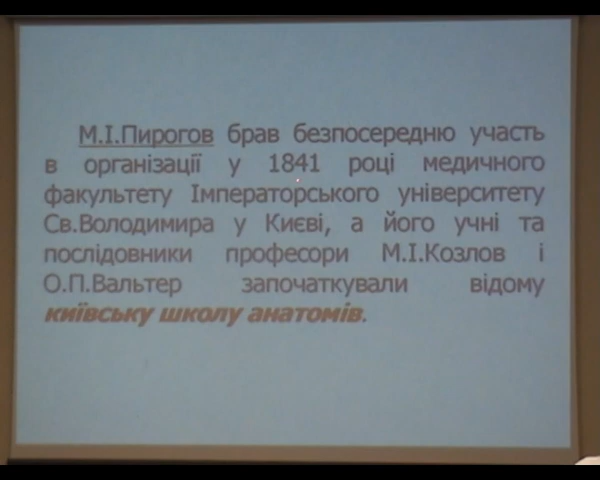 М.І.Пирогов брав безпосередню участь
в організації у 1841 році медичного
факультету Імператорського університету
Св.Володимира у Києві, а його учні та
послідовники професори М.І.Козлов і
О.П.Вальтер започаткували відому
київську школу анатомів.